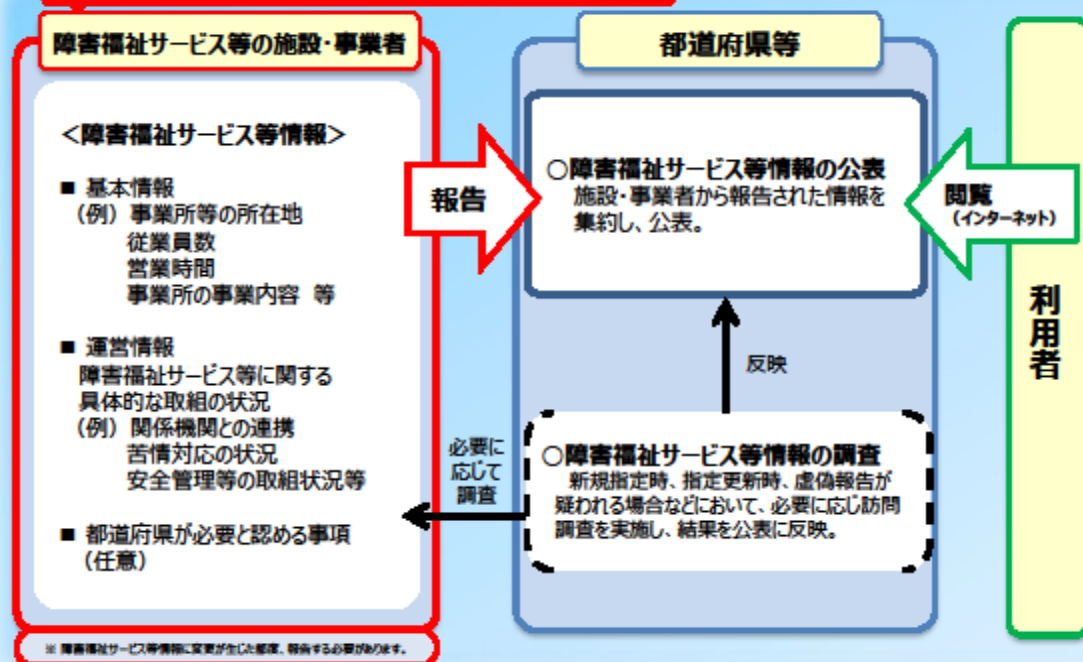 障害福祉サービス等の施設・事業者
＜障害福祉サービス等情報＞
■ 基本情報
（例）事業所等の所在地
従業員数
営業時間
事業所の事業内容 等
■ 運営情報
障害福祉サービス等に関する
具体的な取組の状況
（例）関係機関との連携
苦情対応の状況
安全管理等の取組状況等
■ 都道府県が必要と認める事項
（任意）
※ 障害福祉サービス等情報に変更が生じた都度、報告する必要があります。
報告
必要に
応じて
調査
都道府県等
○障害福祉サービス等情報の公表
施設・事業者から報告された情報を
集約し、公表。
反映
○障害福祉サービス等情報の調査
新規指定時、指定更新時、虚偽報告が
疑われる場合などにおいて、必要に応じ訪問
調査を実施し、結果を公表に反映。
閲覧
（インターネット）
利用者